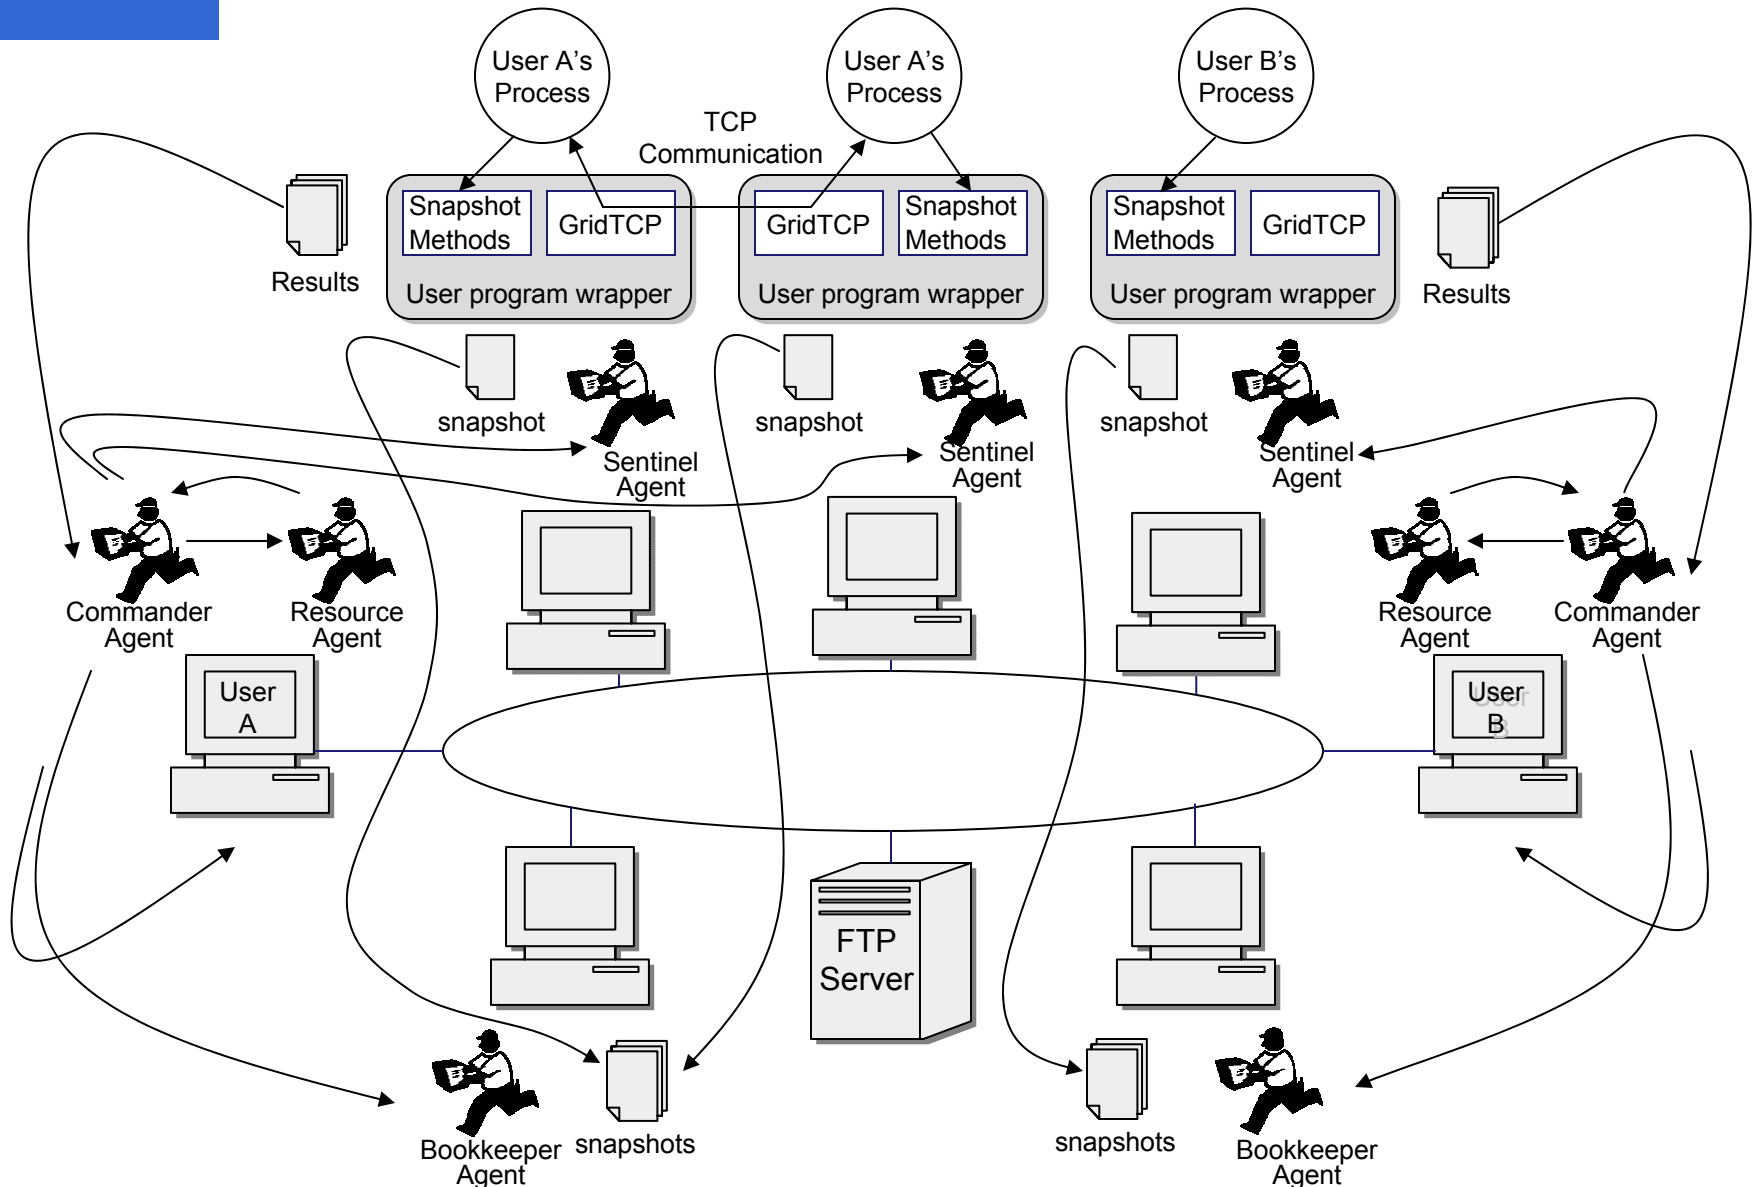 User A's
Process
User A's
Process
User B's
Process
TCP
Communication
Snapshot
Methods
GridTCP
User program wrapper
GridTCP
Snapshot
Methods
User program wrapper
Snapshot
Methods
GridTCP
User program wrapper
Results
Results
snapshot
snapshot
snapshot
Sentinel
Agent
Sentinel
Agent
Sentinel
Agent
Commander
Agent
Resource
Agent
Resource
Agent
Commander
Agent
User
A
User
B
FTP
Server
Bookkeeper
Agent
snapshots
snapshots
Bookkeeper
Agent